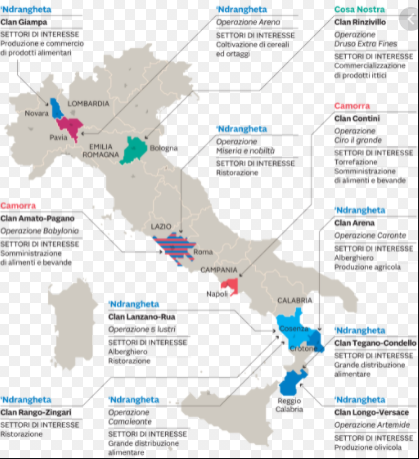 'Ndrangheta
Clan Giampa
SETTORI DI INTERESSE
Produzione e commercio
di prodotti alimentari
'Ndrangheta
Operazione Arena
SETTORI DI INTERESSE
Coltivazione di cereali
ed ortaggi
Cosa Nostra
Clan Rinzivillo
Operazione
Druso Extra Fines
SETTORI DI INTERESSE
Commercializzazione
di prodotti ittici
Camorra
Clan Contini
Operazione
Ciro il grande
SETTORI DI INTERESSE
Torrefazione
Somministrazione
di alimenti e bevande
'Ndrangheta
Operazione
Miseria e nobiltà
SETTORI DI INTERESSE
Ristorazione
LOMBARDIA
Novara
Pavia
EMILIA
ROMAGNA
Bologna
Camorra
Clan Amato-Pagano
Operazione Babylonia
SETTORI DI INTERESSE
Somministrazione
di alimenti e bevande
LAZIO
Roma
CAMPANIA
Napoli
'Ndrangheta
Clan Arena
Operazione Caronte
SETTORI DI INTERESSE
Alberghiero
Produzione agricola
CALABRIA
Cosenza
Crotone
Reggio
Calabria
'Ndrangheta
Clan Lanzano-Rua
Operazione 6 lustri
SETTORI DI INTERESSE
Alberghiero
Ristorazione
'Ndrangheta
Clan Tegano-Condello
SETTORI DI INTERESSE
Grande distribuzione
alimentare
'Ndrangheta
Clan Rango-Zingari
SETTORI DI INTERESSE
Ristorazione
'Ndrangheta
Operazione
Camaleonte
SETTORI DI INTERESSE
Grande distribuzione
alimentare
'Ndrangheta
Clan Longo-Versace
Operazione Artemide
SETTORI DI INTERESSE
Produzione olivicola